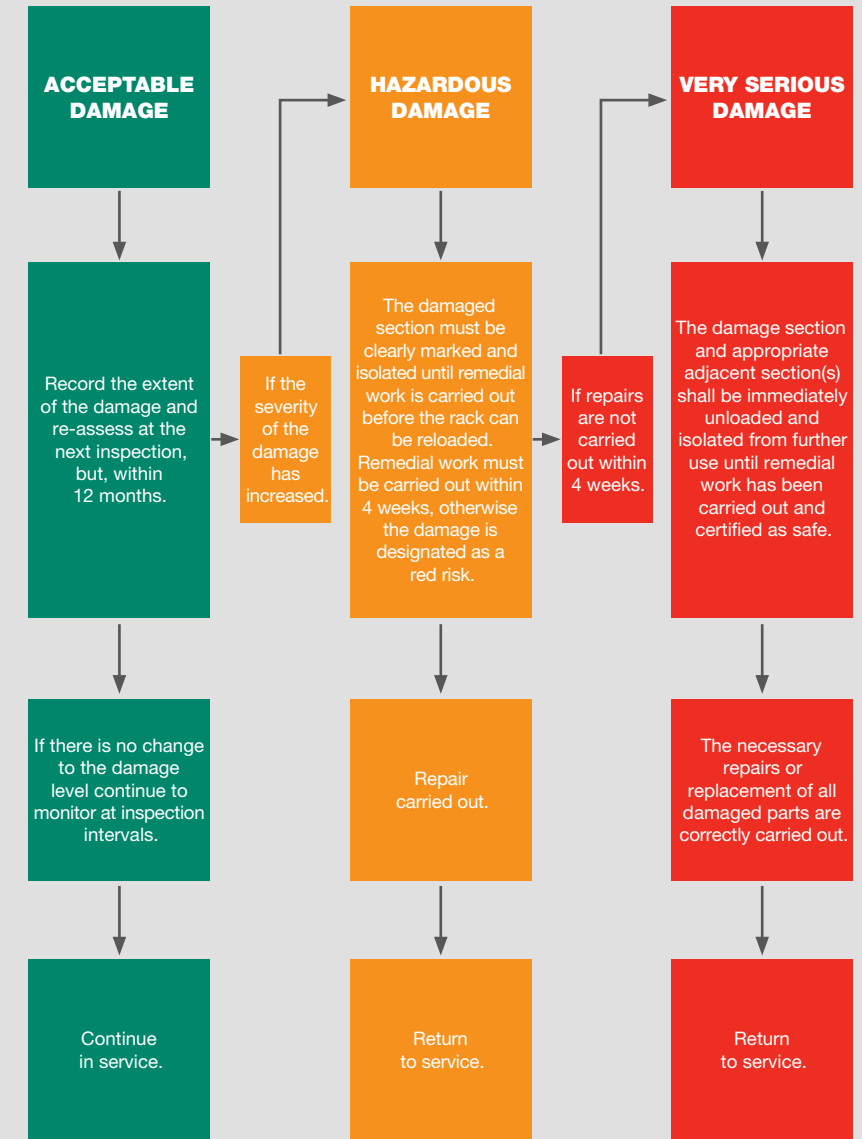 ACCEPTABLE
DAMAGE
Record the extent
of the damage and
re-assess at the
next inspection,
but, within
12 months.
If the
severity
of the
damage
has
increased.
If there is no change
to the damage
level continue to
monitor at inspection
intervals.
Continue
in service.
HAZARDOUS
DAMAGE
The damaged
section must be
clearly marked and
isolated until remedial
work is carried out
before the rack can
be reloaded.
Remedial work must
be carried out within
4 weeks, otherwise
the damage is
designated as a
red risk.
If repairs
are not
carried
out within
4 weeks.
Repair
carried out.
Return
to service.
VERY SERIOUS
DAMAGE
The damage section
and appropriate
adjacent section(s)
shall be immediately
unloaded and
isolated from further
use until remedial
work has been
carried out and
certified as safe.
The necessary
repairs or
replacement of all
damaged parts are
correctly carried out.
Return
to service.